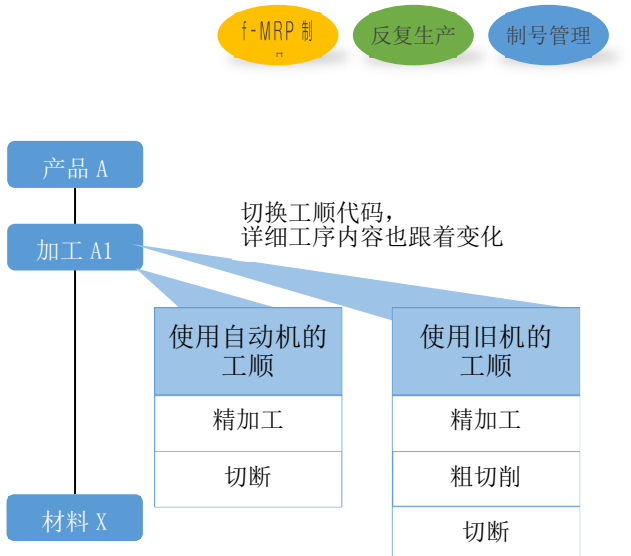 f-MRP 制
反复生产
制号管理
产品 A
切换工顺代码，
详细工序内容也跟着变化
加工 A1
使用自动机的
工顺
使用旧机的
工顺
精加工
精加工
切断
粗切削
材料 X
切断